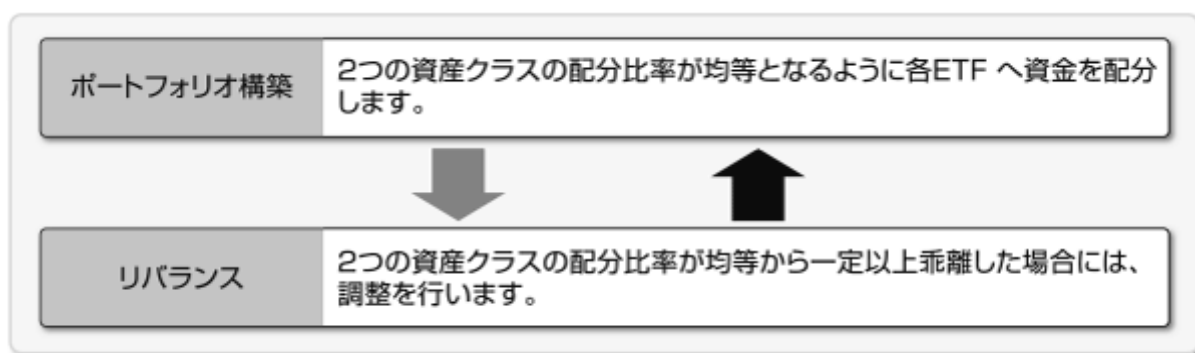 ポートフォリオ構築
2つの資産クラスの配分比率が均等となるように各ETF へ資金を配分
します。
リバランス
2つの資産クラスの配分比率が均等から一定以上乖離した場合には、
調整を行います。